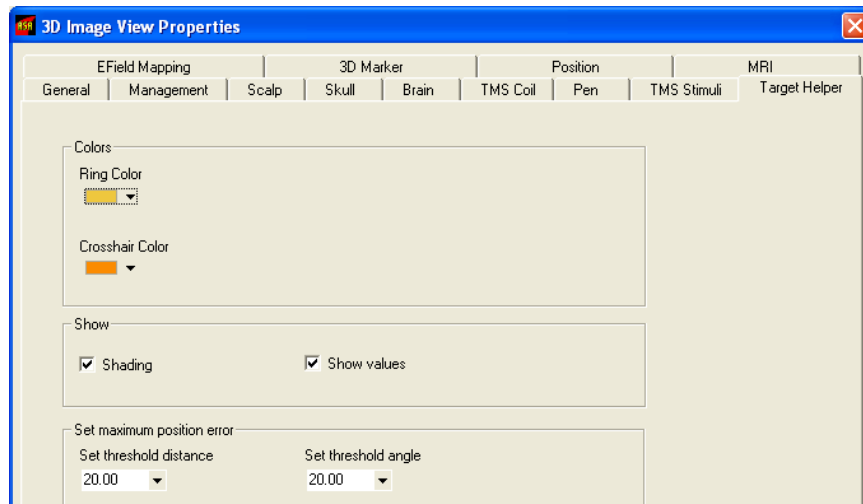 ASA 3D Image View Properties
EField Mapping 3D Marker Position MRI
General Management Scalp Skull Brain TMS Coil Pen TMS Stimuli Target Helper
Colors
Ring Color
Crosshair Color
Show
Shading Show values
Set maximum position error
Set threshold distance Set threshold angle
20.00 20.00